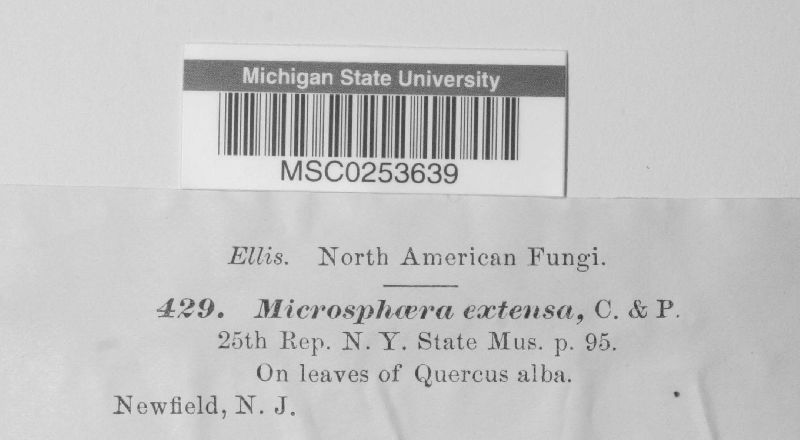 Michigan State University
MSC0253639
Ellis. North American Fungi.
429. Microsphæra extensa, C. & P.
25th Rep. N. Y. State Mus. p. 95.
On leaves of Quercus alba.
Newfield, N. J.